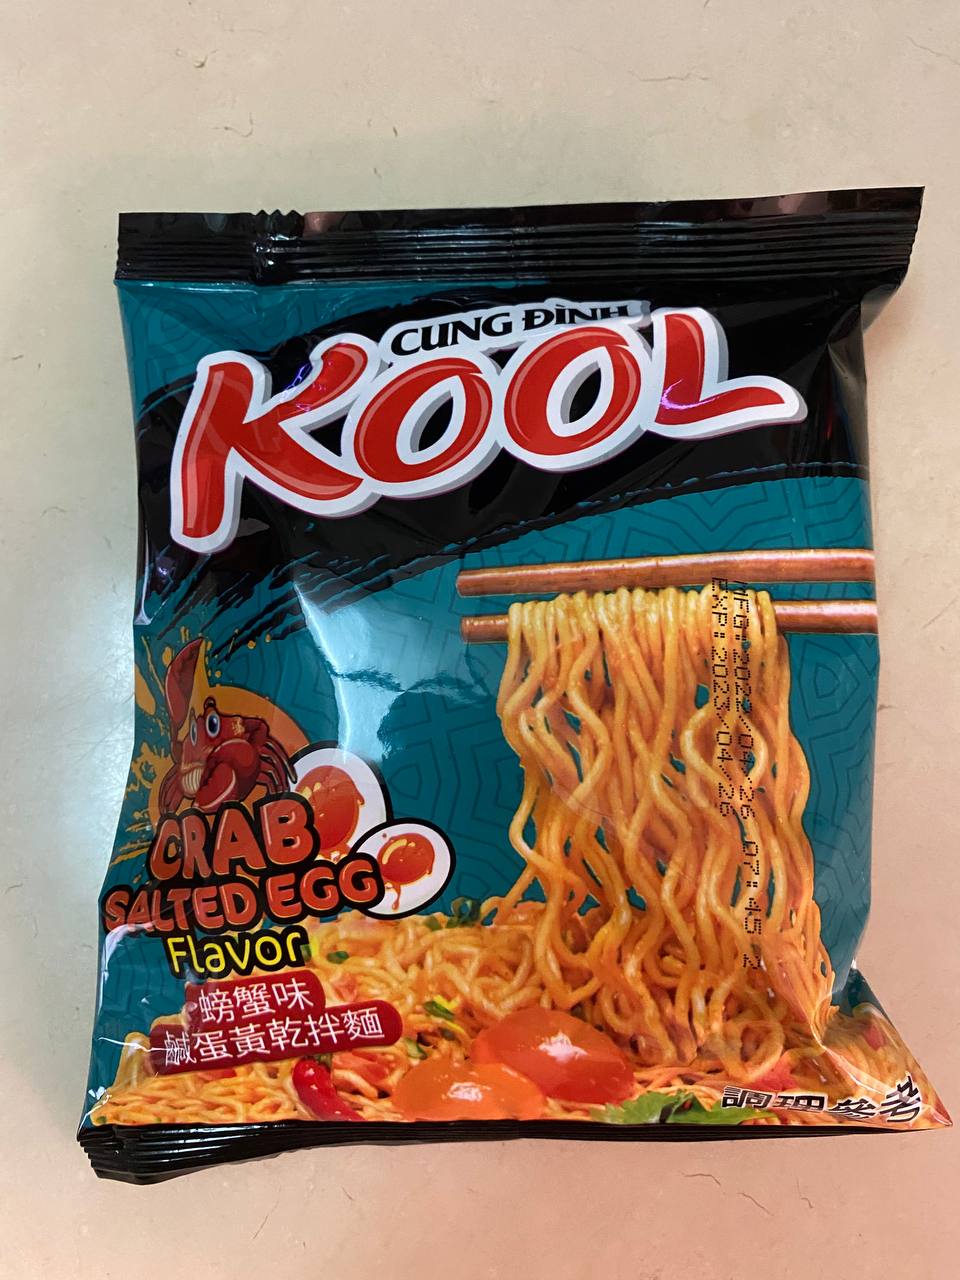 CUNG ĐÌNH
KOOL
MFG:2022/04/26 07:45 2
EXP:2023/04/26
CRAB
SALTED EGG
Flavor
螃蟹味
鹹蛋黃乾拌麵
調理參考